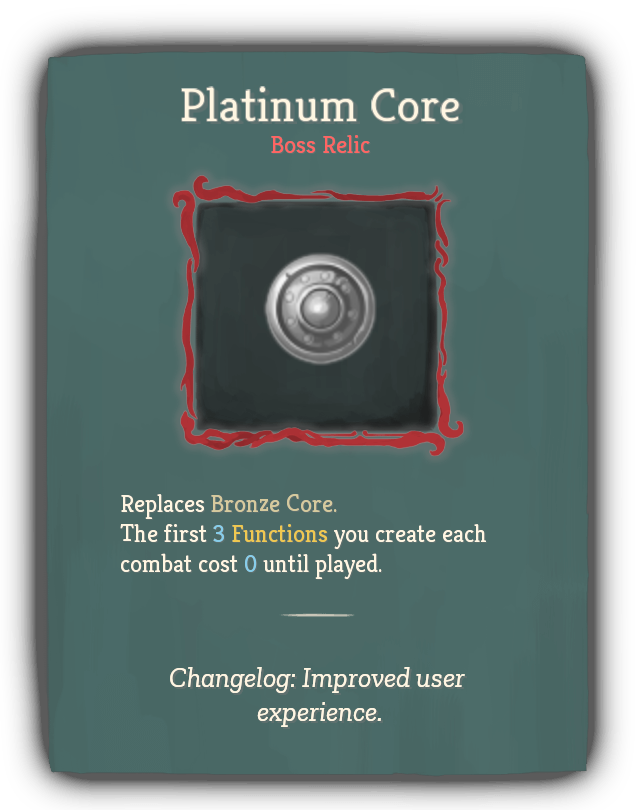 Platinum Core
Boss Relic
Replaces Bronze Core.
The first 3 Functions you create each
combat cost 0 until played.
Changelog: Improved user
experience.